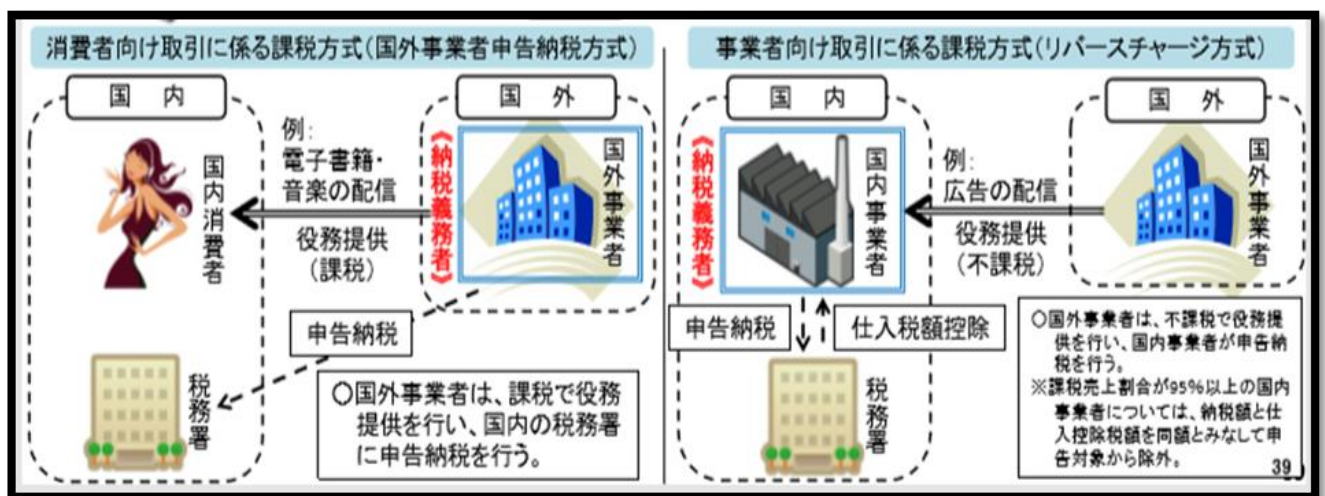 消費者向け取引に係る課税方式(国外事業者申告納税方式)
国　内
国　外
国内消費者
例:
電子書籍・
音楽の配信
役務提供
(課税)
《納税義務者》
国外事業者
申告納税
税務署
○国外事業者は、課税で役務
提供を行い、国内の税務署
に申告納税を行う。
事業者向け取引に係る課税方式(リバースチャージ方式)
国　内
国　外
《納税義務者》
国内事業者
例:
広告の配信
役務提供
(不課税)
国外事業者
申告納税
仕入税額控除
税務署
○国外事業者は、不課税で役務提
供を行い、国内事業者が申告納
税を行う。
※課税売上割合が95%以上の国内
事業者については、納税額と仕
入控除税額を同額とみなして申
告対象から除外。
39